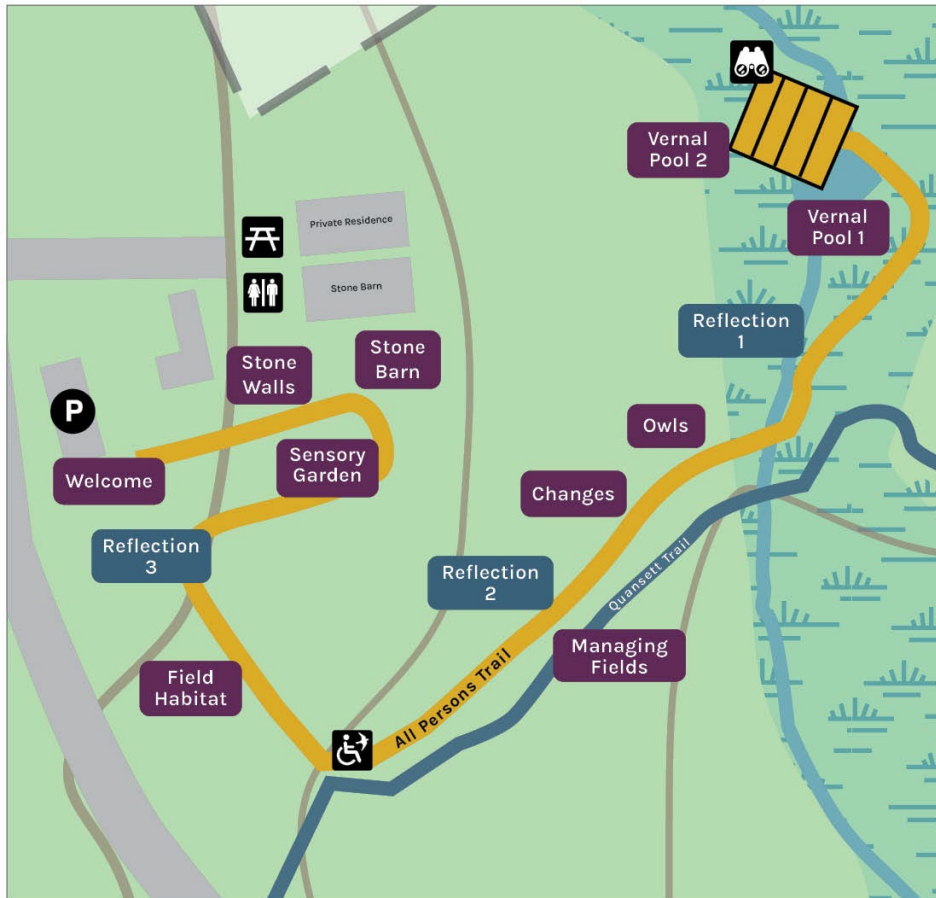 Vernal
Pool 2
Vernal
Pool 1
Private Residence
Stone Barn
Reflection
1
Stone
Walls
Stone
Barn
P
Owls
Sensory
Garden
Welcome
Changes
Reflection
3
Reflection
2
Quansett Trail
Managing
Fields
Field
Habitat
All Persons Trail